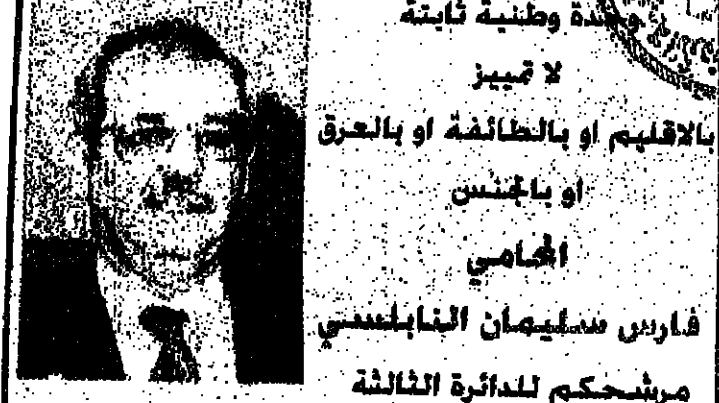 وحدة وطنية ثابتة
لا تمييز
بالاقليم او بالطائفة او بالعرق
او بالجنس
المحامي
فارس سليمان النابلسي
مرشحكم للدائرة الثالثة